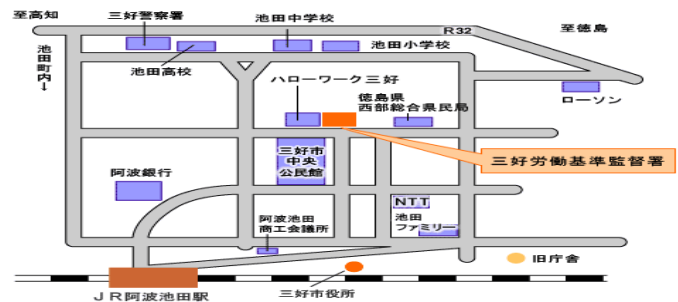 至高知
三好警察署
池田中学校
R32
至徳島
池田町内↓
池田高校
池田小学校
ハローワーク三好
徳島県
西部総合県民局
ローソン
三好労働基準監督署
三好市
中央
公民館
阿波銀行
NTT
池田
ファミリー
阿波池田
商工会議所
旧庁舎
JR阿波池田駅
三好市役所